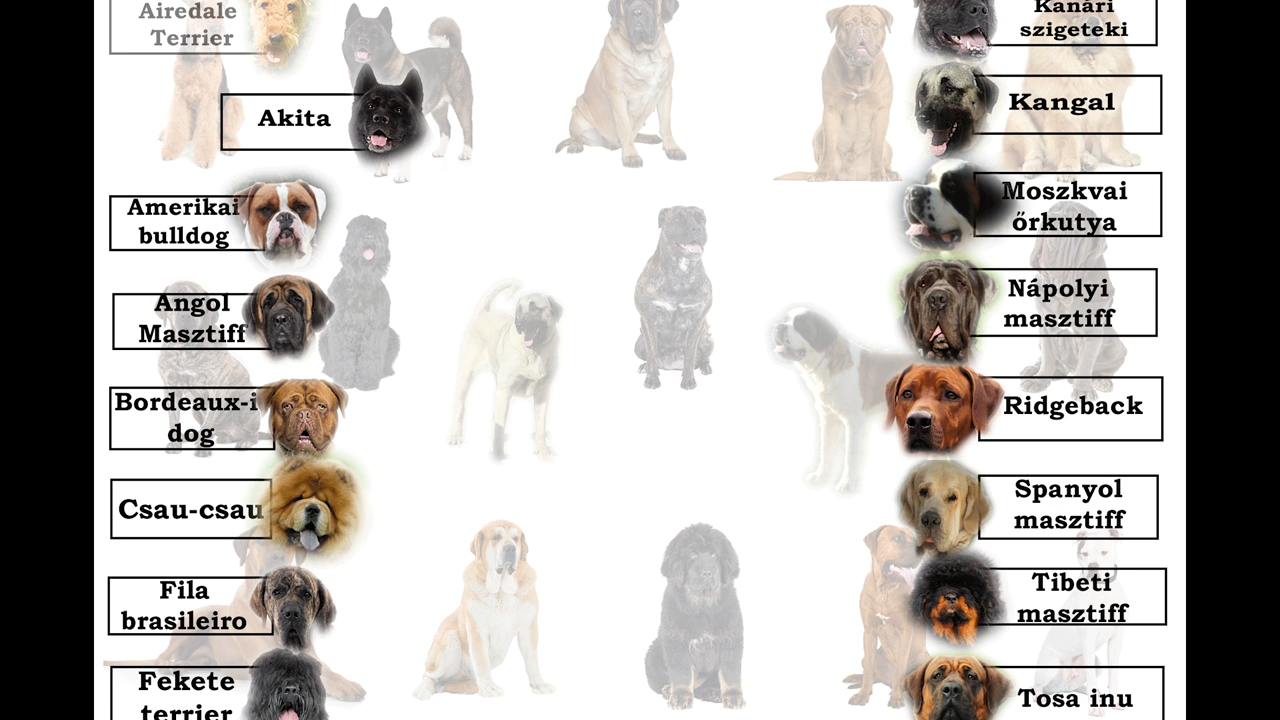 Airedale
Terrier
Akita
Amerikai
bulldog
Angol
Masztiff
Bordeaux-i
dog
Csau-csau
Fila
brasileiro
Fekete
terrier
Kanári
szigeteki
Kangal
Moszkvai
őrkutya
Nápolyi
masztiff
Ridgeback
Spanyol
masztiff
Tibeti
masztiff
Tosa inu